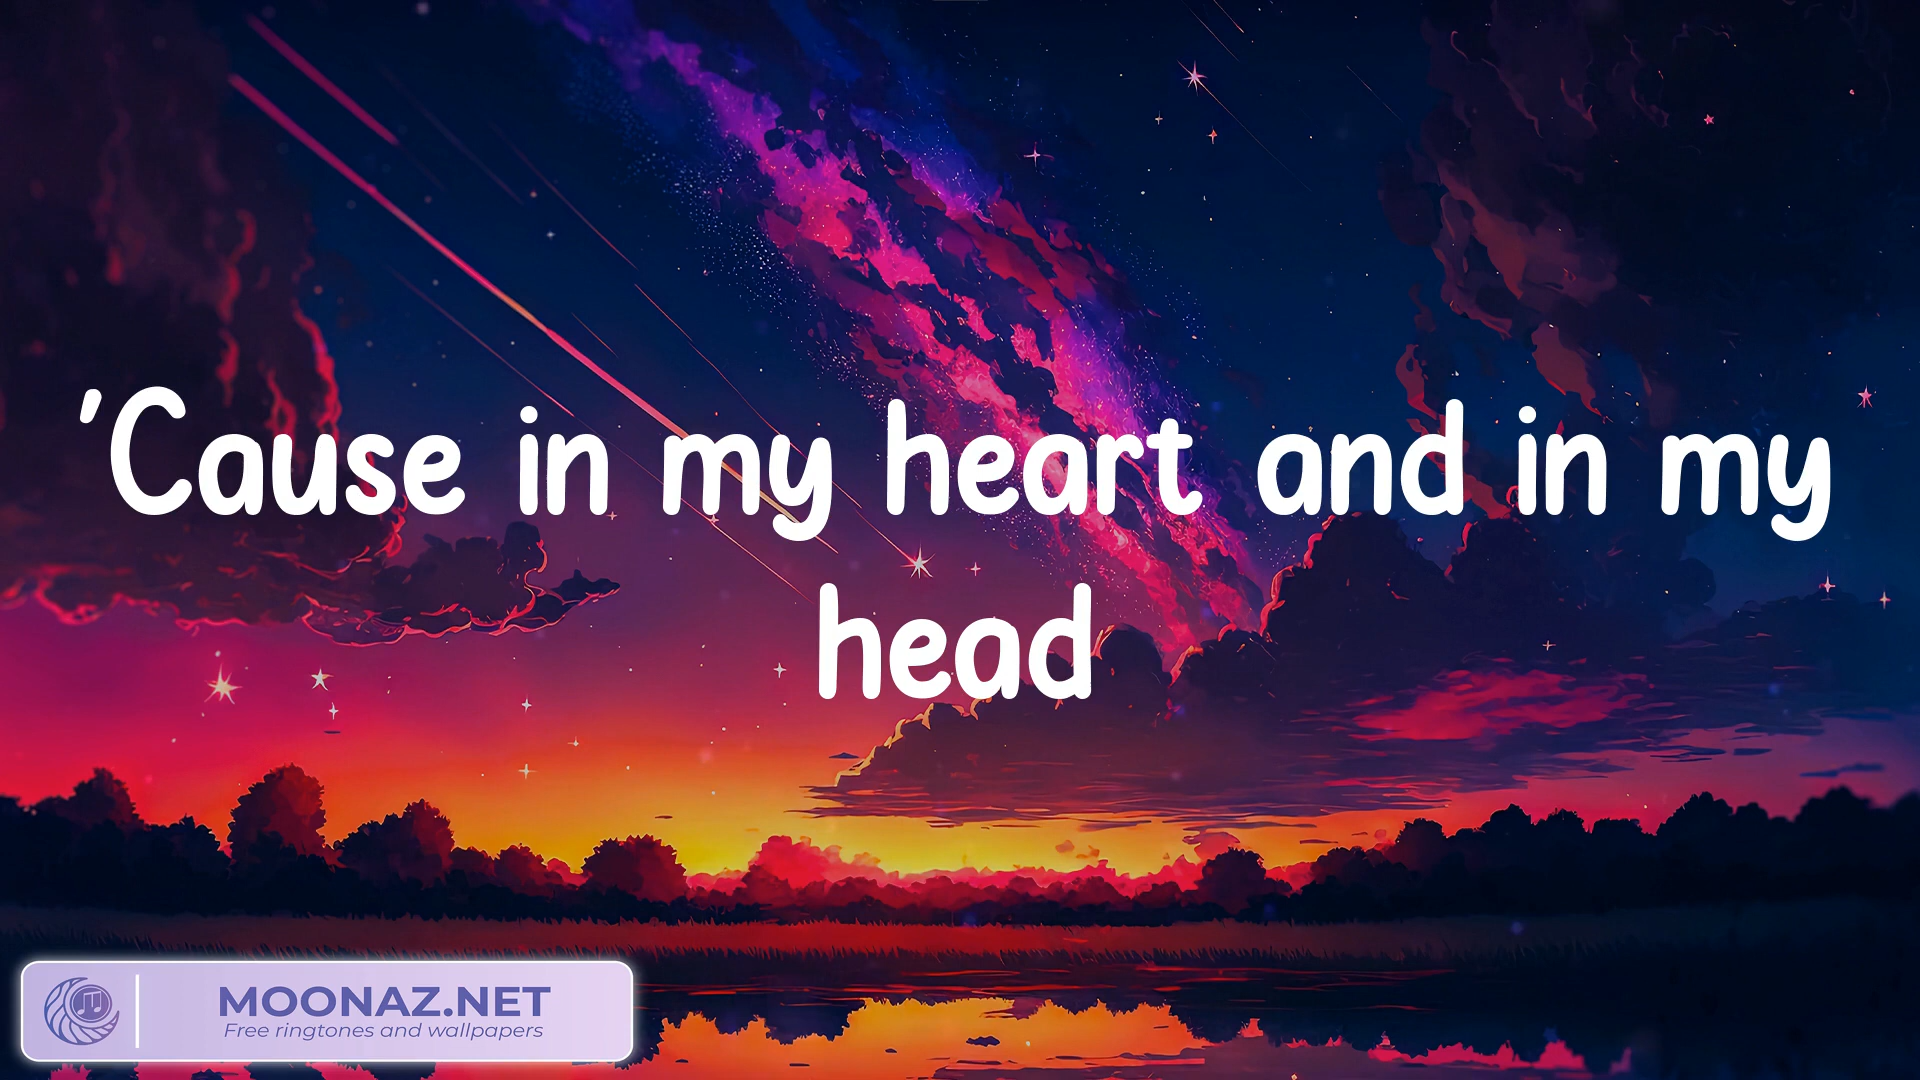 'Cause in my heart and in my
head
MOONAZ.NET
Free ringtones and wallpapers